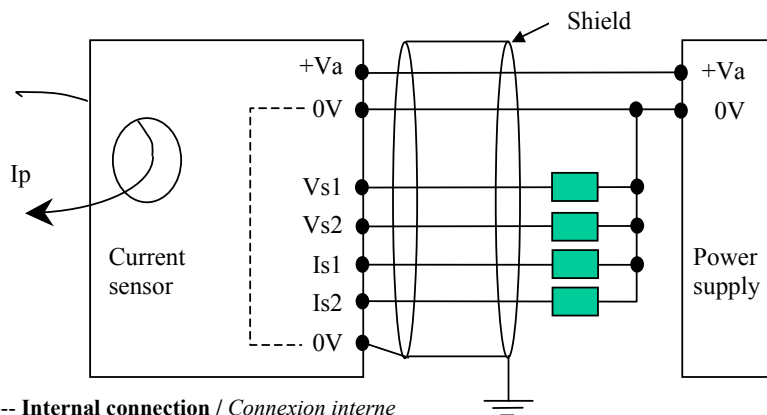 Shield
+Va
+Va
0V
0V
Ip
Vs1
Vs2
Current
sensor
Is1
Is2
Power
supply
0V
-- Internal connection / Connexion interne